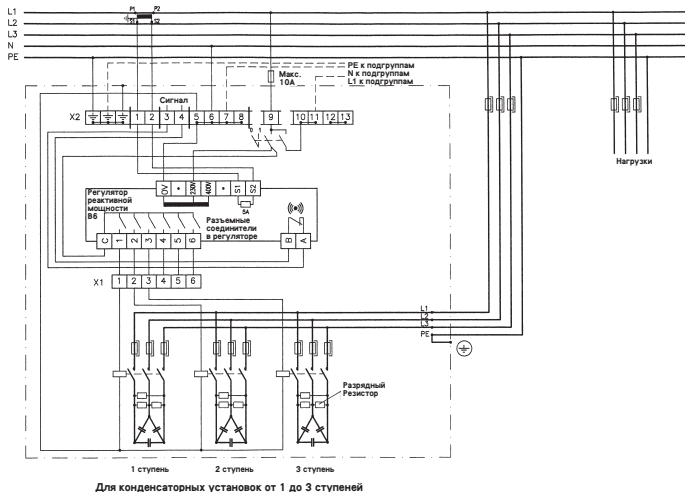 L1
L2
L3
N
PE
P1 P2
S1 S2
Макс.
10А
PE к подгруппам
N к подгруппам
L1 к подгруппам
Сигнал
X2
1 2 3 4 5 6 7 8 9 10 11 12 13
0 1
Нагрузки
0V • 230V 400V • S1 S2
5A
Регулятор
реактивной
мощности
B6
Разъемные
соединители
в регуляторе
C 1 2 3 4 5 6 B A
X1 1 2 3 4 5 6
L1
L2
L3
PE
Разрядный
Резистор
1 ступень 2 ступень 3 ступень
Для конденсаторных установок от 1 до 3 ступеней